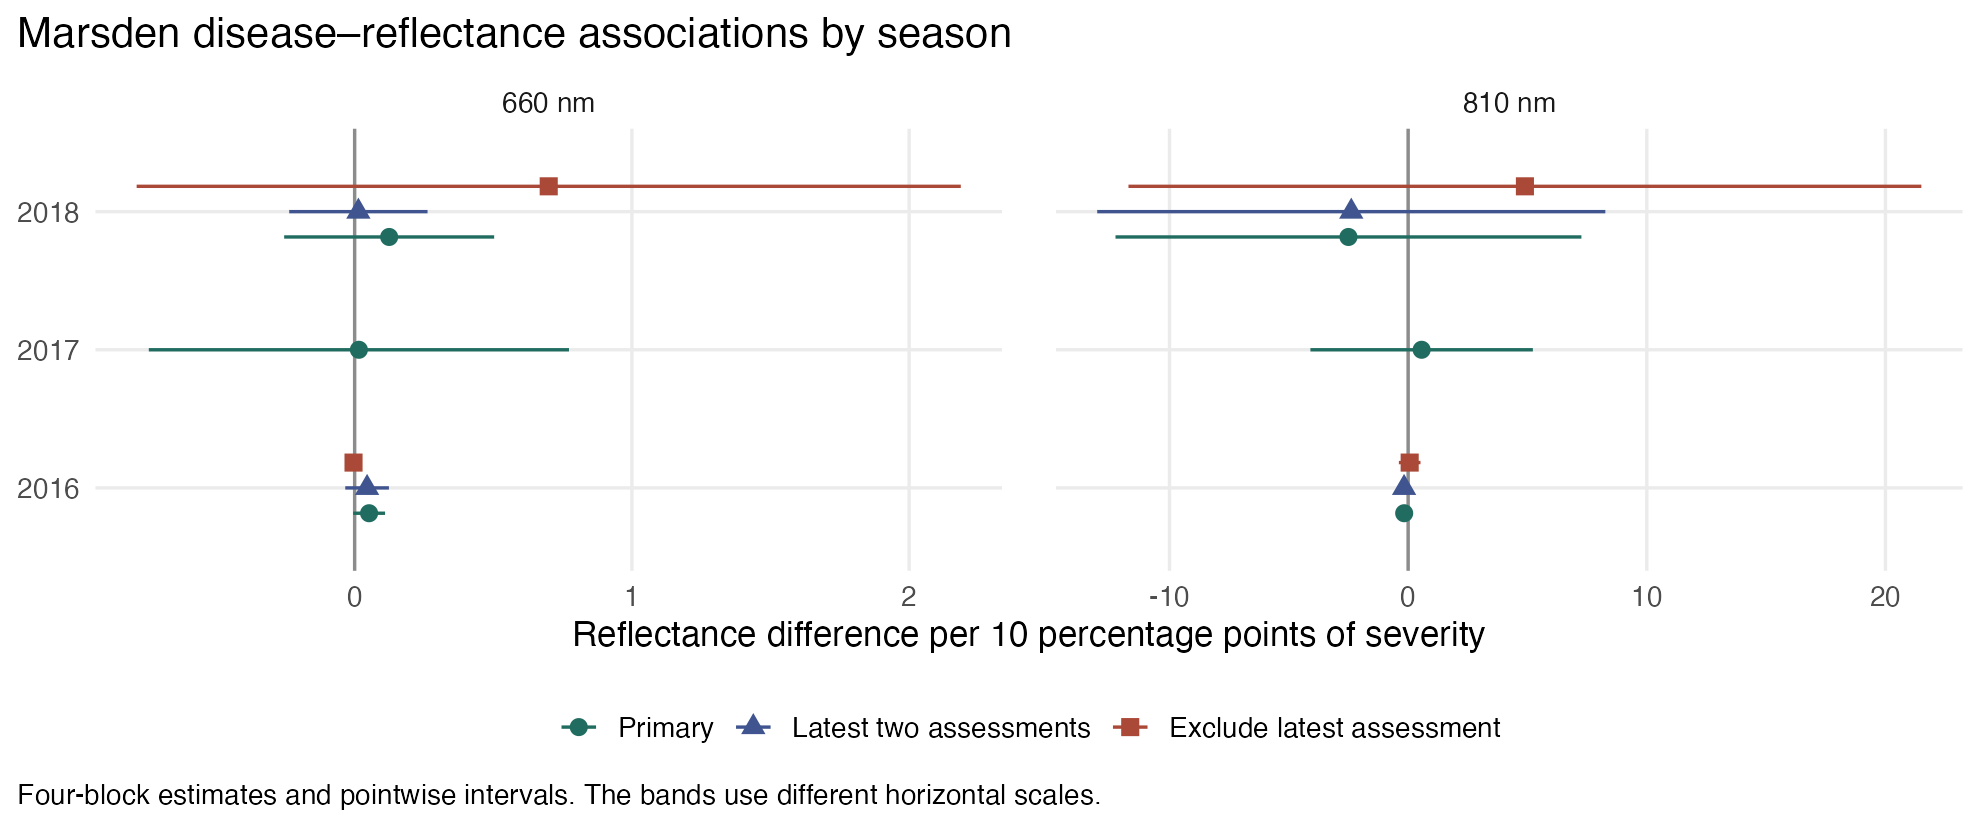 Marsden disease–reflectance associations by season
660 nm
810 nm
2018
2017
2016
0 1 2
-10 0 10 20
Reflectance difference per 10 percentage points of severity
Primary Latest two assessments Exclude latest assessment
Four-block estimates and pointwise intervals. The bands use different horizontal scales.